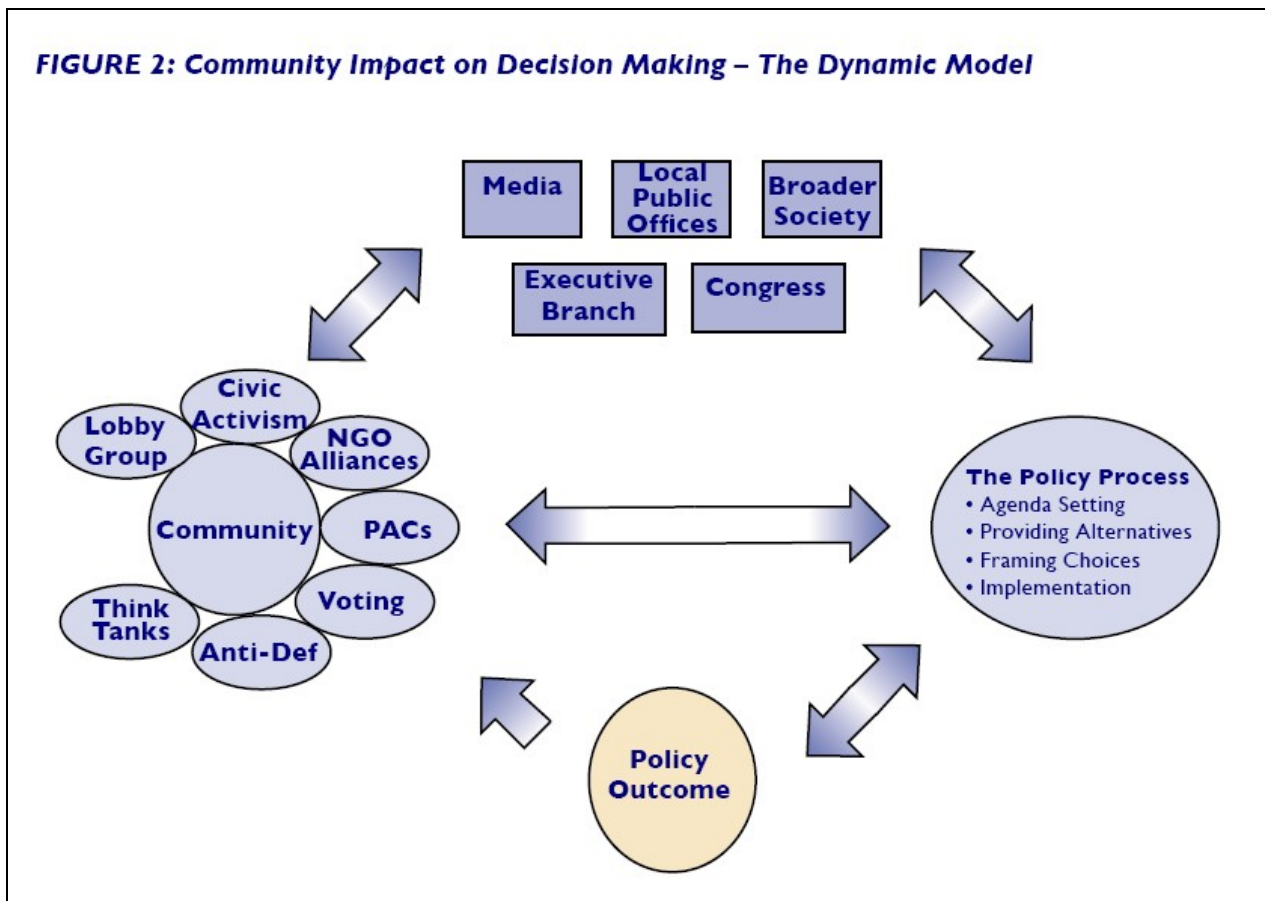 FIGURE 2: Community Impact on Decision Making – The Dynamic Model
Media
Local
Public
Offices
Broader
Society
Executive
Branch
Congress
Civic
Activism
Lobby
Group
NGO
Alliances
Community
PACs
Voting
Think
Tanks
Anti-Def
The Policy Process
• Agenda Setting
• Providing Alternatives
• Framing Choices
• Implementation
Policy
Outcome